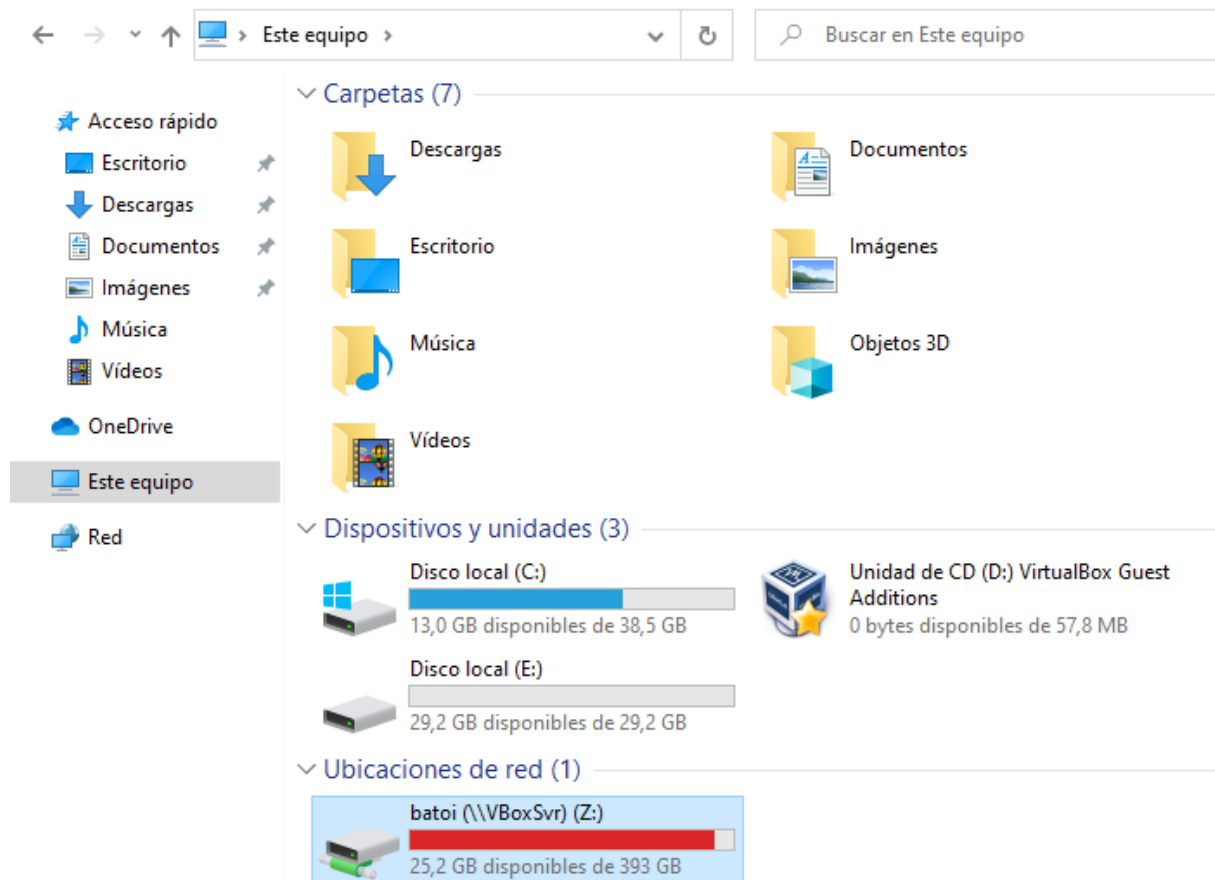 Este equipo
Buscar en Este equipo
Acceso rápido
Escritorio
Descargas
Documentos
Imágenes
Música
Vídeos
OneDrive
Este equipo
Red
Carpetas (7)
Descargas
Documentos
Escritorio
Imágenes
Música
Objetos 3D
Vídeos
Dispositivos y unidades (3)
Disco local (C:)
13,0 GB disponibles de 38,5 GB
Unidad de CD (D:) VirtualBox Guest
Additions
0 bytes disponibles de 57,8 MB
Disco local (E:)
29,2 GB disponibles de 29,2 GB
Ubicaciones de red (1)
batoi (\\VBoxSvr) (Z:)
25,2 GB disponibles de 393 GB